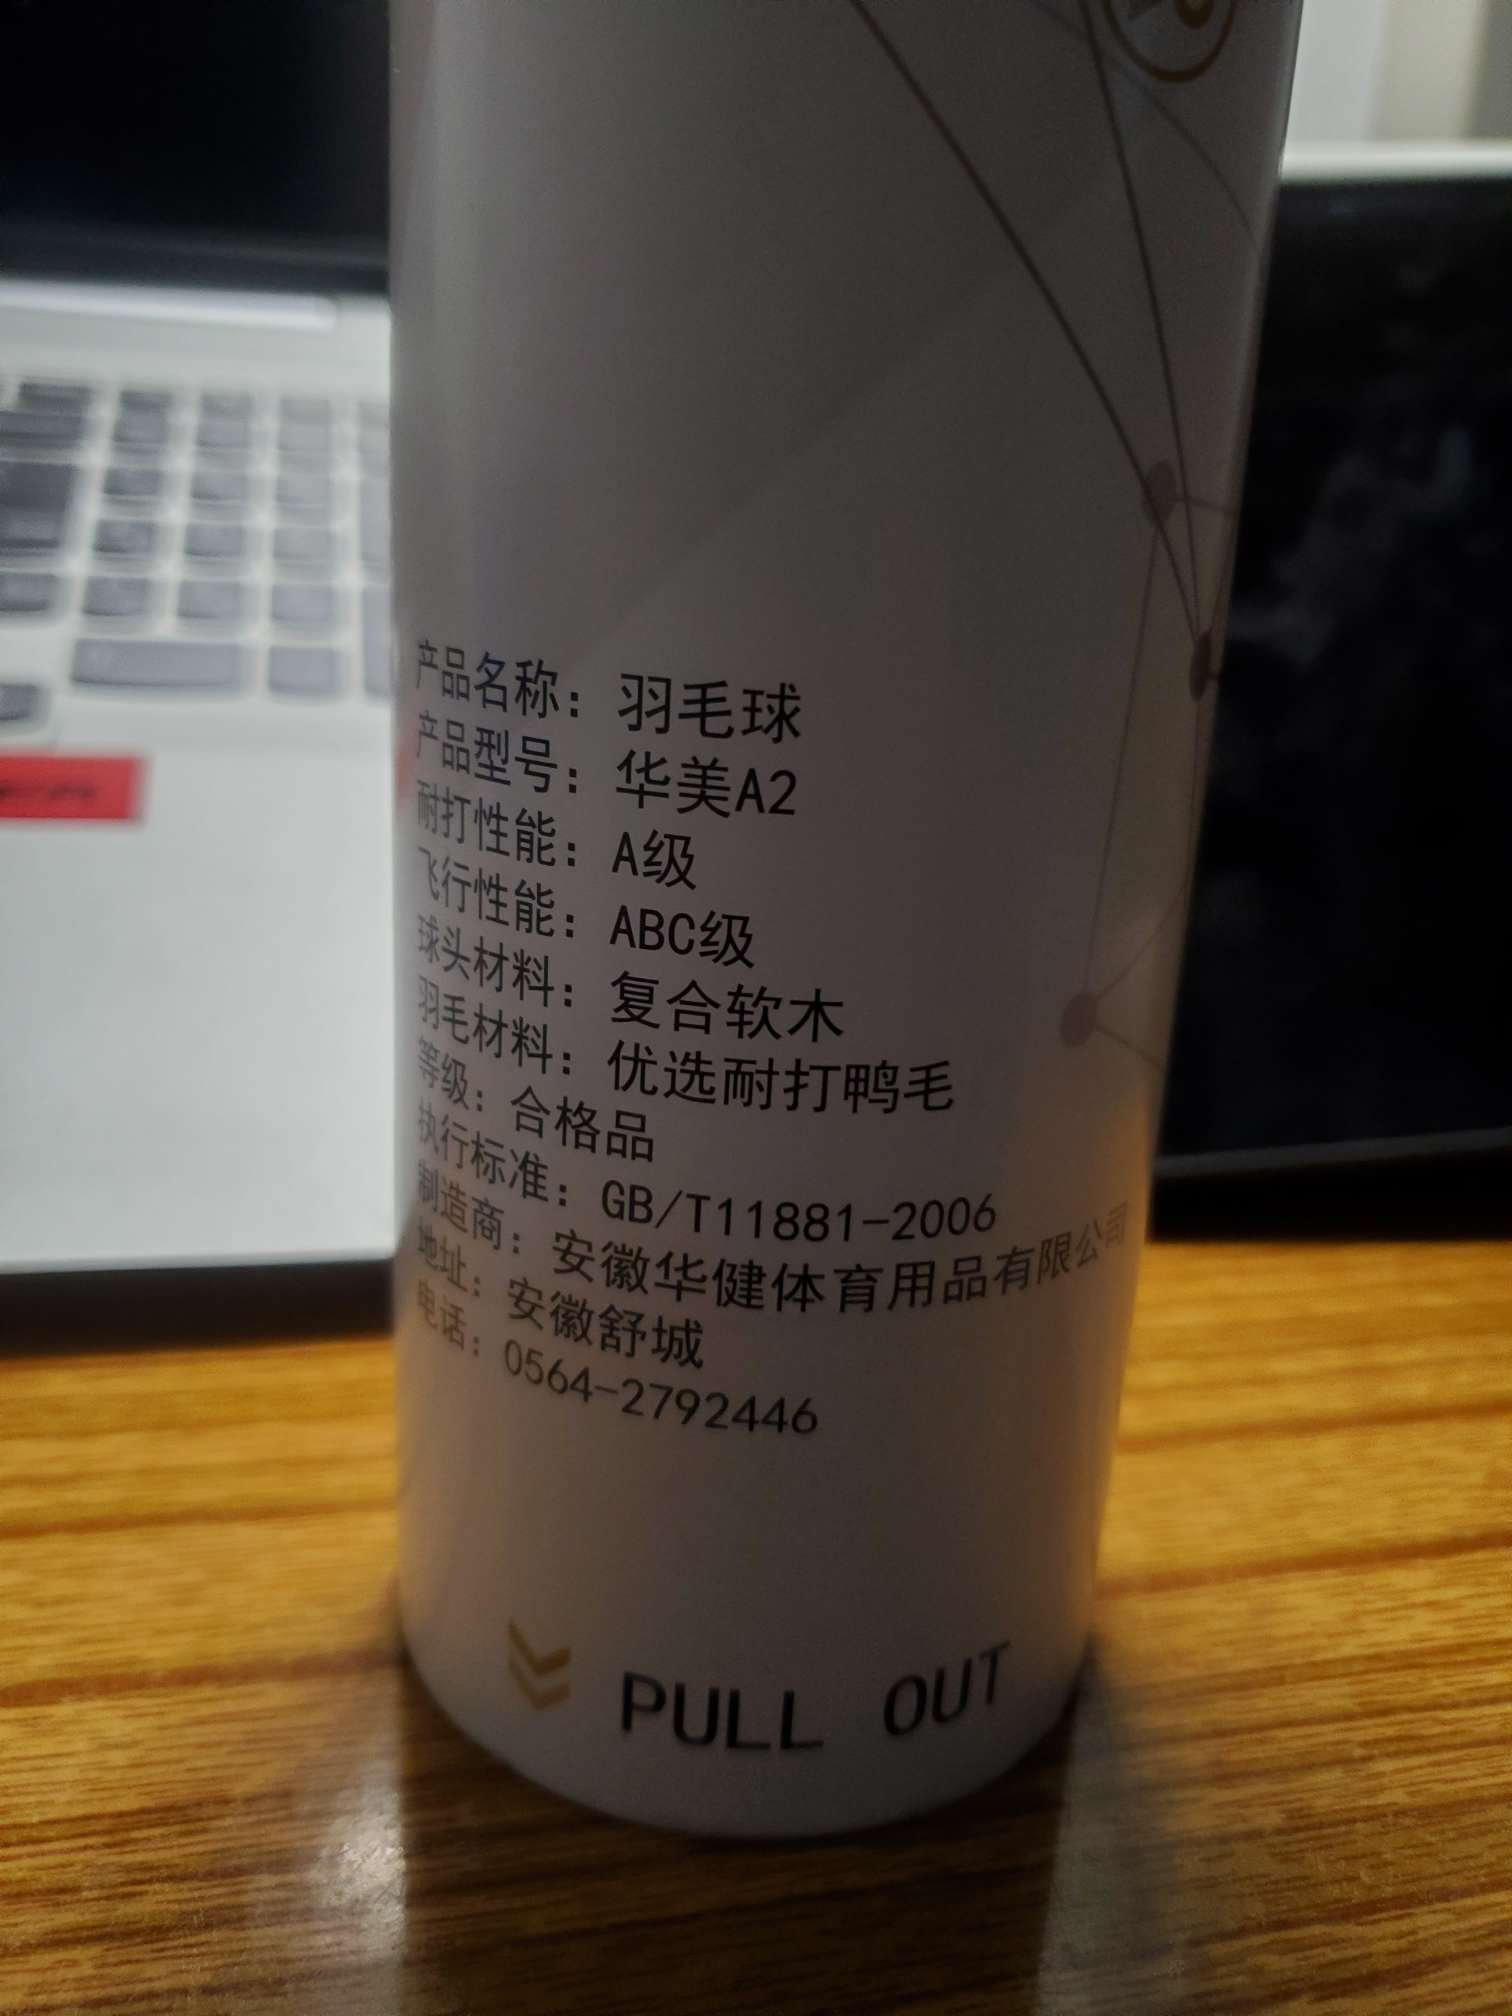 产品名称：羽毛球
产品型号：华美A2
耐打性能：A级
飞行性能：ABC级
球头材料：复合软木
羽毛材料：优选耐打鸭毛
等级：合格品
执行标准：GB/T11881-2006
制造商：安徽华健体育用品有限公司
地址：安徽舒城
电话：0564-2792446
PULL OUT